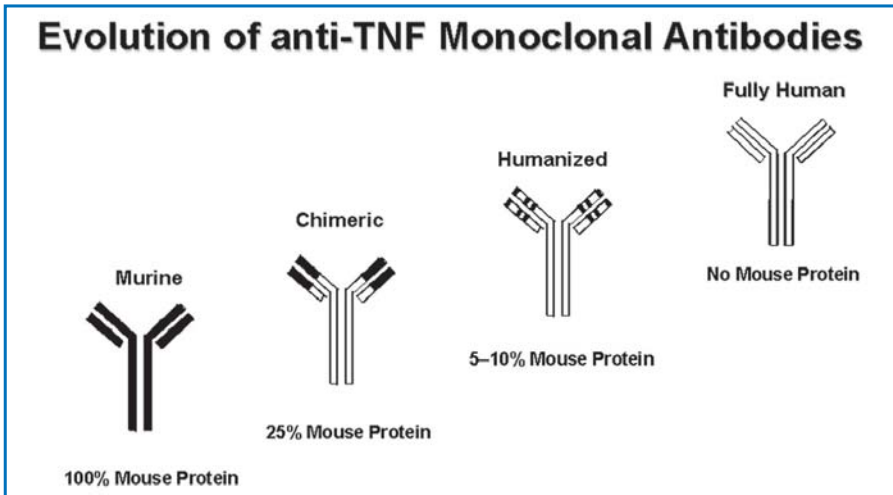 Evolution of anti-TNF Monoclonal Antibodies
Murine
100% Mouse Protein
Chimeric
25% Mouse Protein
Humanized
5–10% Mouse Protein
Fully Human
No Mouse Protein